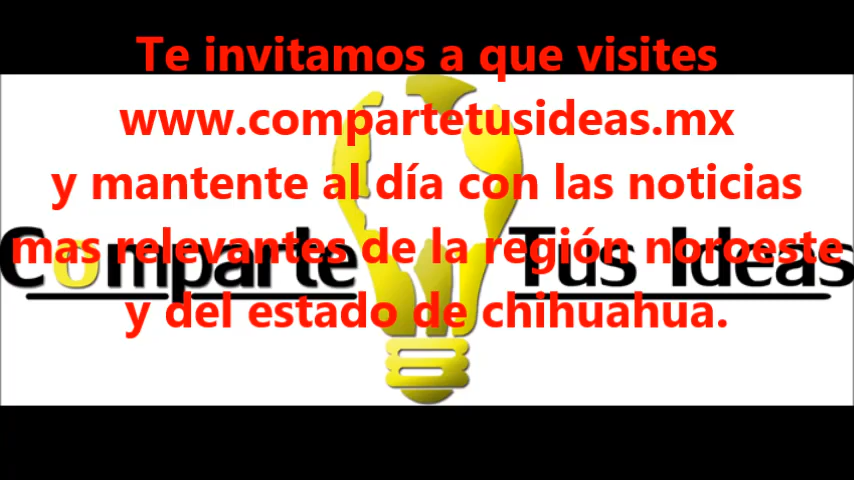 Te invitamos a que visites
www.compartetusideas.mx
y mantente al día con las noticias
mas relevantes de la región noroeste
Comparte Tus Ideas
y del estado de chihuahua.